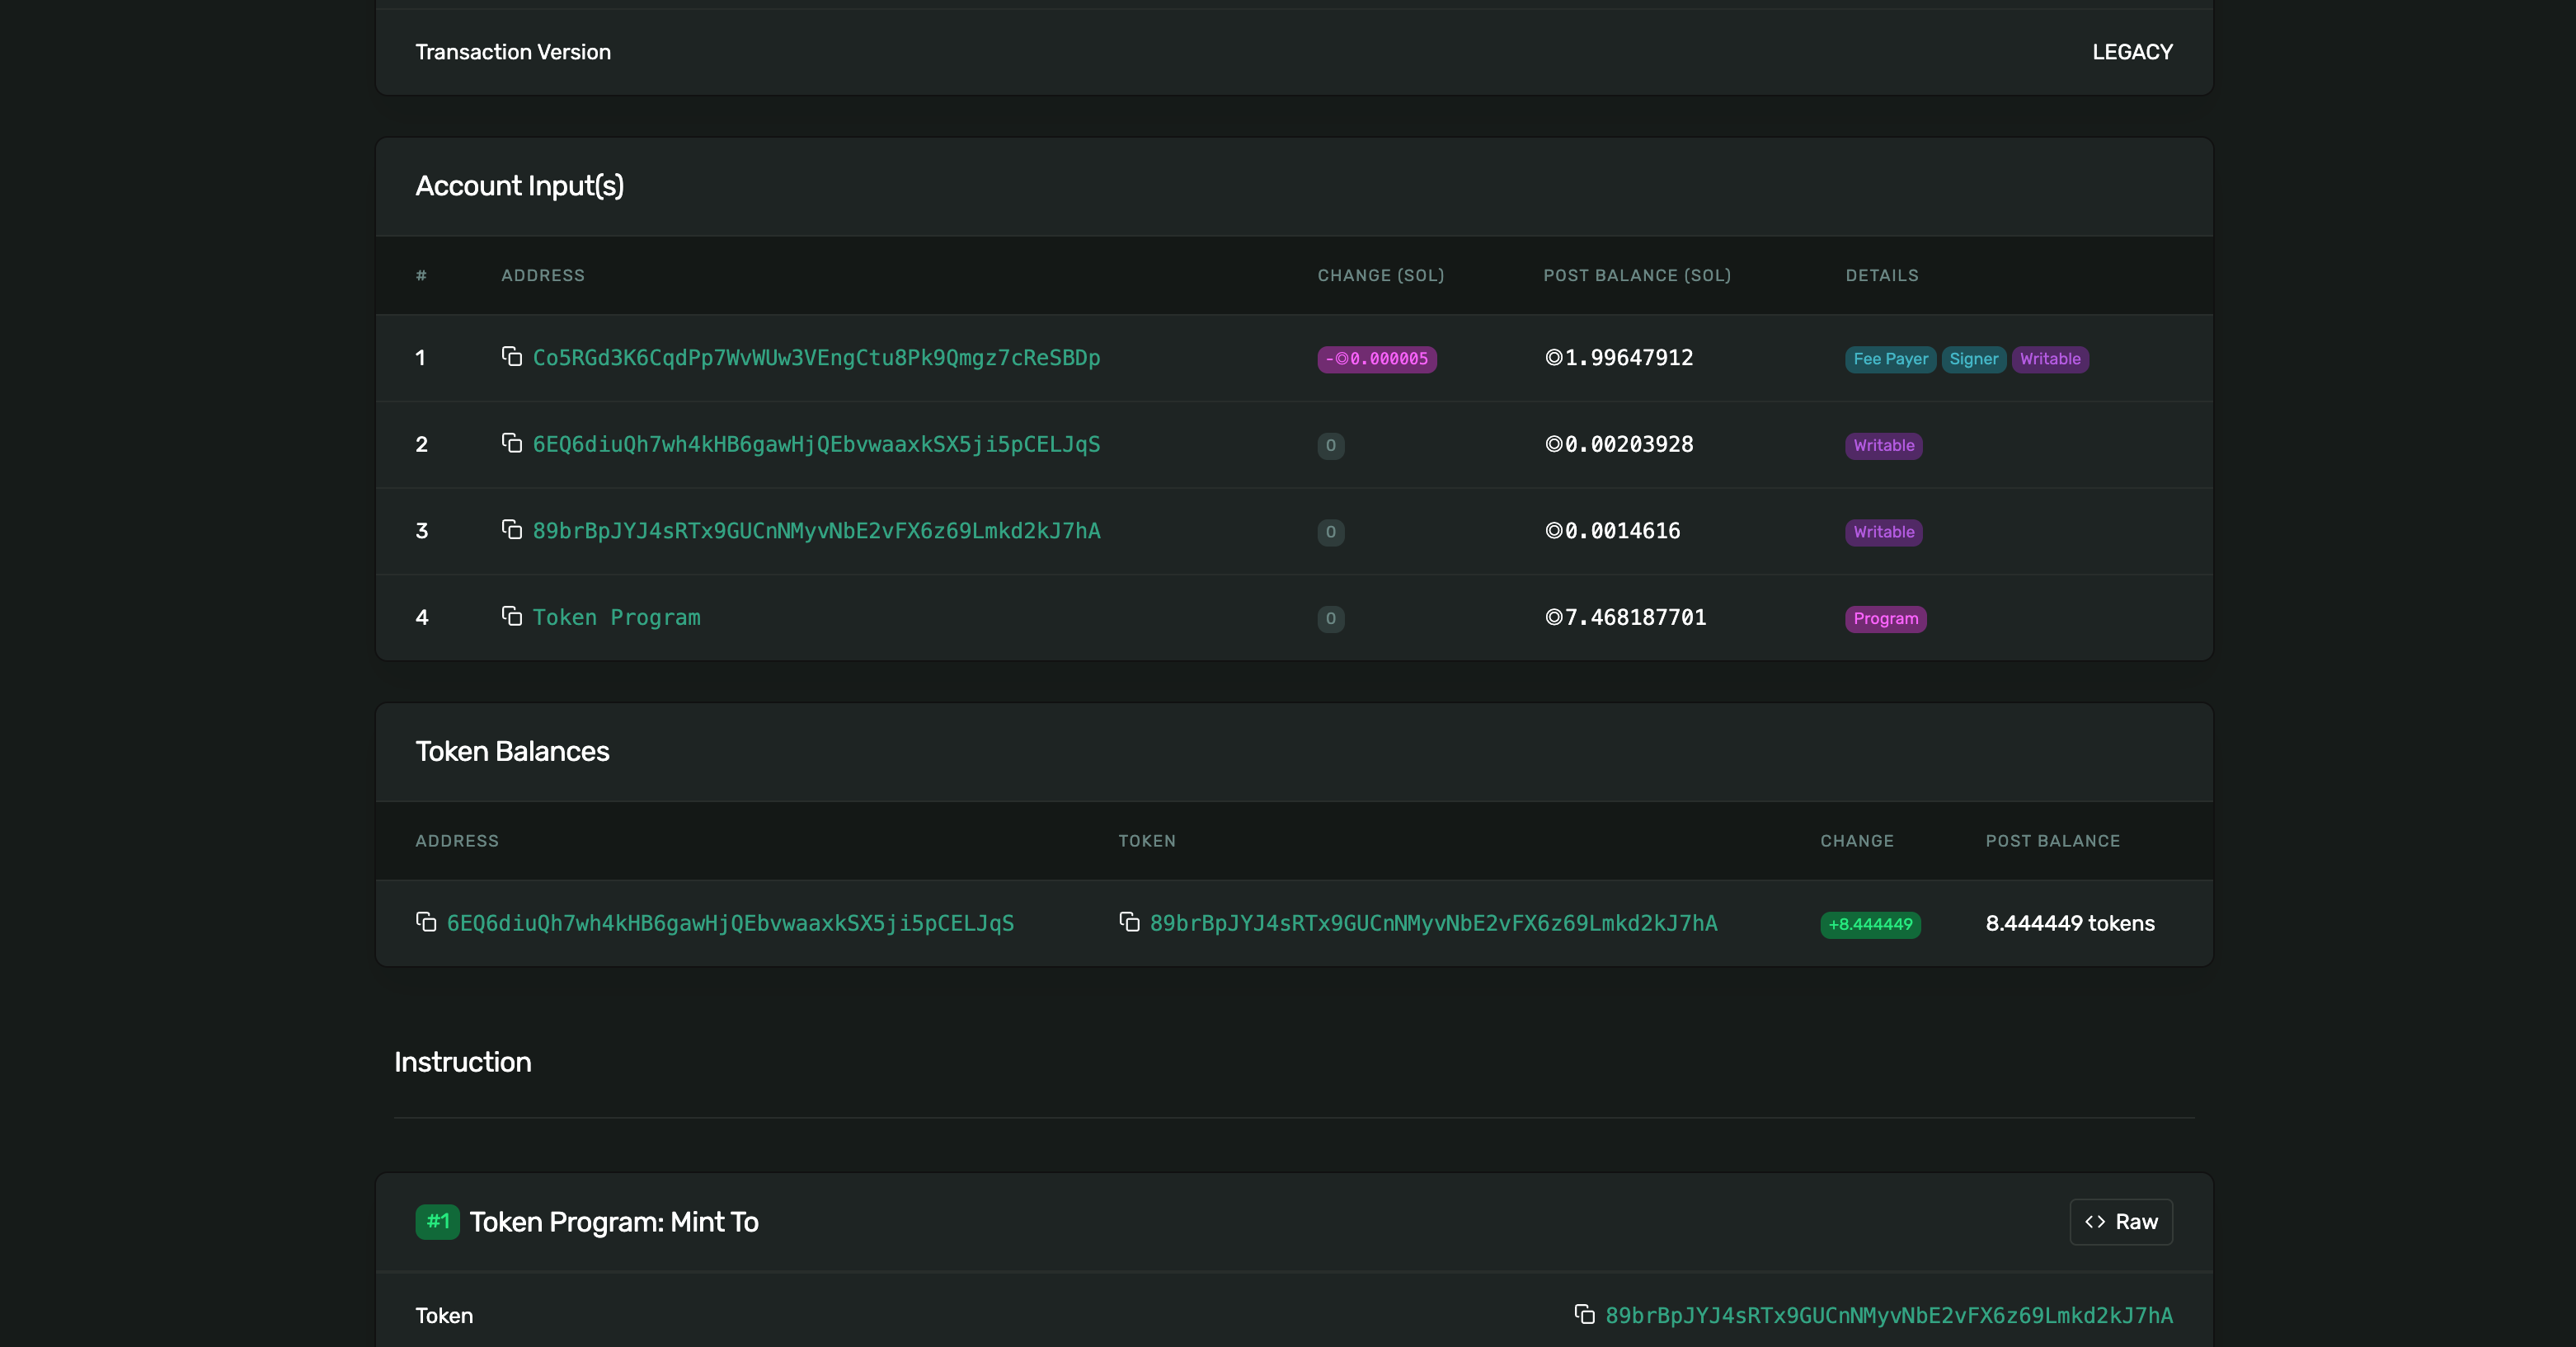 Transaction Version LEGACY
Account Input(s)
# ADDRESS CHANGE (SOL) POST BALANCE (SOL) DETAILS
1 Co5RGd3K6CqdPp7WvWUw3VEngCtu8Pk9Qmgz7cReSBDp -◎0.000005 ◎1.99647912 Fee Payer Signer Writable
2 6EQ6diuQh7wh4kHB6gawHjQEbvwaaxkSX5ji5pCELJqS 0 ◎0.00203928 Writable
3 89brBpJYJ4sRTx9GUCnNMyvNbE2vFX6z69Lmkd2kJ7hA 0 ◎0.0014616 Writable
4 Token Program 0 ◎7.468187701 Program
Token Balances
ADDRESS TOKEN CHANGE POST BALANCE
6EQ6diuQh7wh4kHB6gawHjQEbvwaaxkSX5ji5pCELJqS 89brBpJYJ4sRTx9GUCnNMyvNbE2vFX6z69Lmkd2kJ7hA +8.444449 8.444449 tokens
Instruction
#1 Token Program: Mint To <> Raw
Token 89brBpJYJ4sRTx9GUCnNMyvNbE2vFX6z69Lmkd2kJ7hA